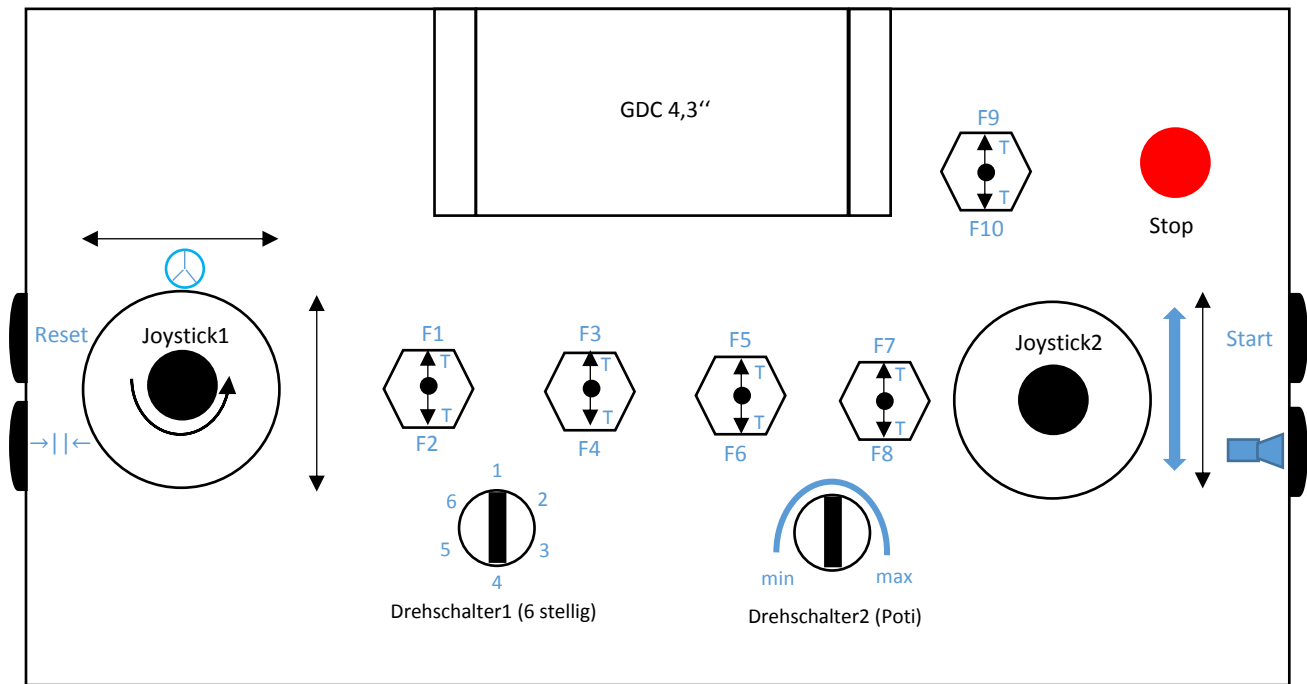 GDC 4,3‘‘
F9
T
T
F10
Stop
Reset
→||←
Joystick1
F1
T
T
F2
F3
T
T
F4
F5
T
T
F6
F7
T
T
F8
Joystick2
Start
1
2
3
4
5
6
Drehschalter1 (6 stellig)
min
max
Drehschalter2 (Poti)